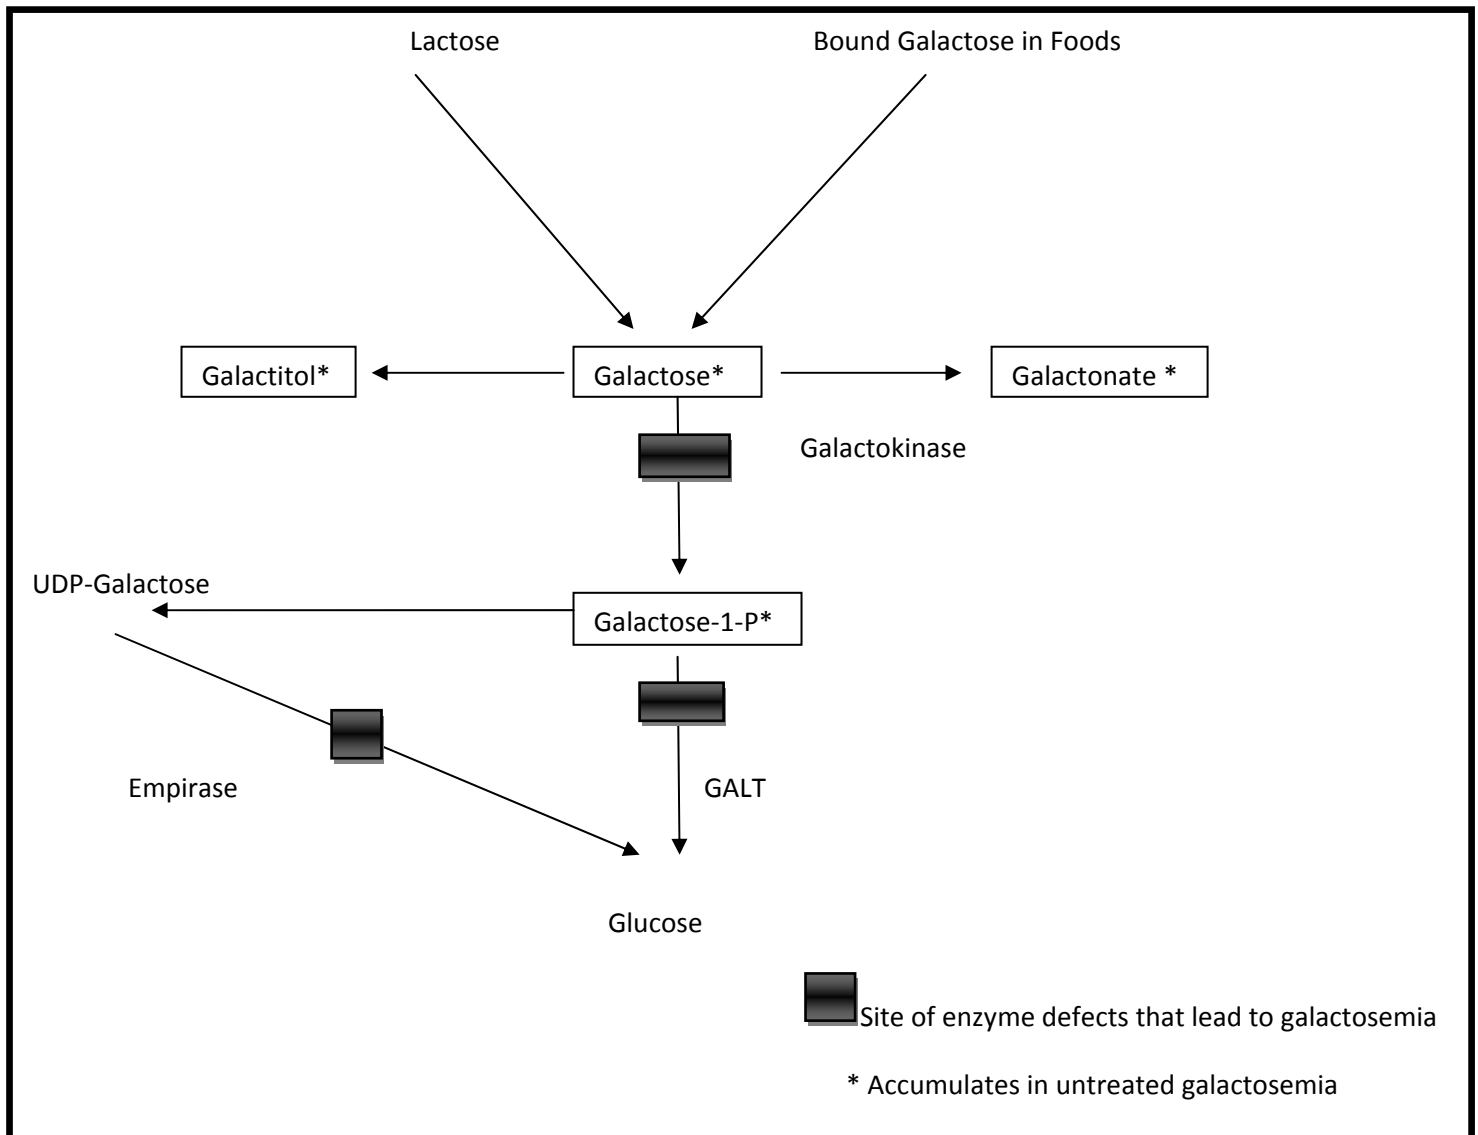 Lactose
Bound Galactose in Foods
Galactitol*
Galactose*
Galactonate *
Galactokinase
UDP-Galactose
Galactose-1-P*
Empirase
GALT
Glucose
Site of enzyme defects that lead to galactosemia
* Accumulates in untreated galactosemia